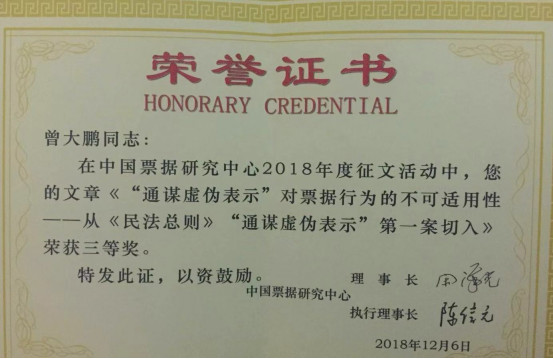 荣誉证书
HONORARY CREDENTIAL
曾大鹏同志：
在中国票据研究中心2018年度征文活动中，您
的文章《“通谋虚伪表示”对票据行为的不可适用性
——从《民法总则》“通谋虚伪表示”第一案切入》
荣获三等奖。
特发此证，以资鼓励。
理事长
中国票据研究中心
执行理事长 陈信元
2018年12月6日